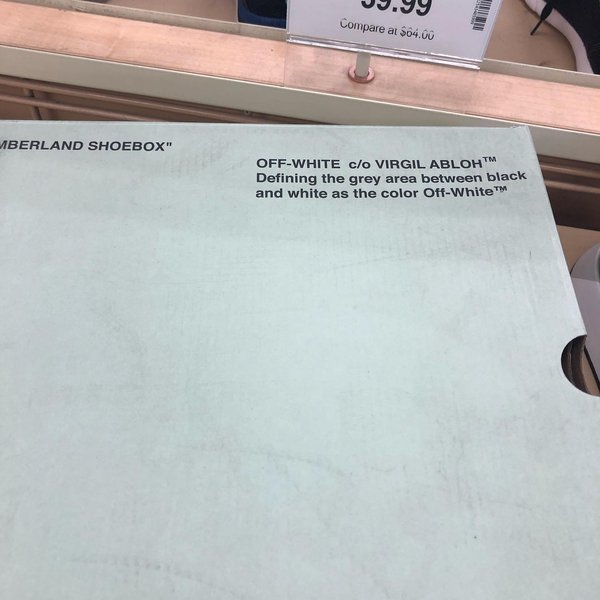 39.99
Compare at $64.00
MBERLAND SHOEBOX"
OFF-WHITE c/o VIRGIL ABLOH™
Defining the grey area between black
and white as the color Off-White™